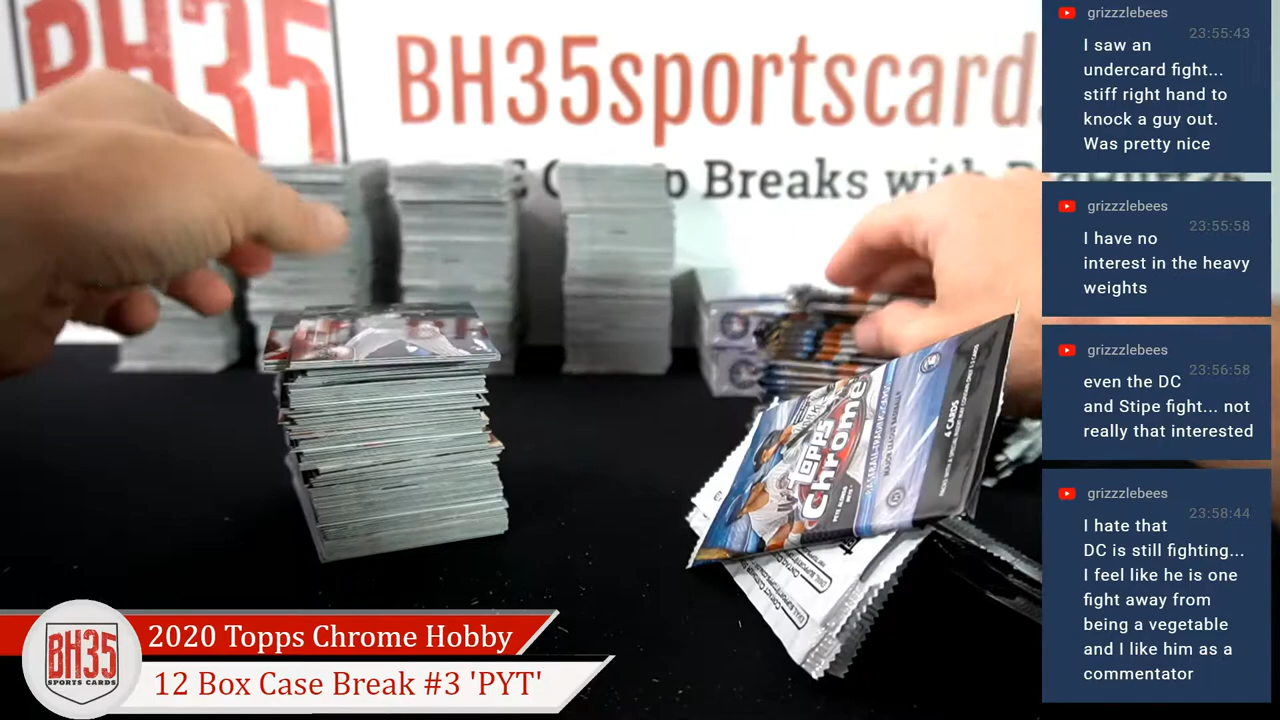 BH35
BH35sportscard
Breaks with
TOPPS
Chrome
4 CARDS
2020 Topps Chrome Hobby
12 Box Case Break #3 'PYT'
BH35
SPORTS CARDS
grizzzlebees
23:55:43
I saw an
undercard fight...
stiff right hand to
knock a guy out.
Was pretty nice
grizzzlebees
23:55:58
I have no
interest in the heavy
weights
grizzzlebees
23:56:58
even the DC
and Stipe fight... not
really that interested
grizzzlebees
23:58:44
I hate that
DC is still fighting...
I feel like he is one
fight away from
being a vegetable
and I like him as a
commentator